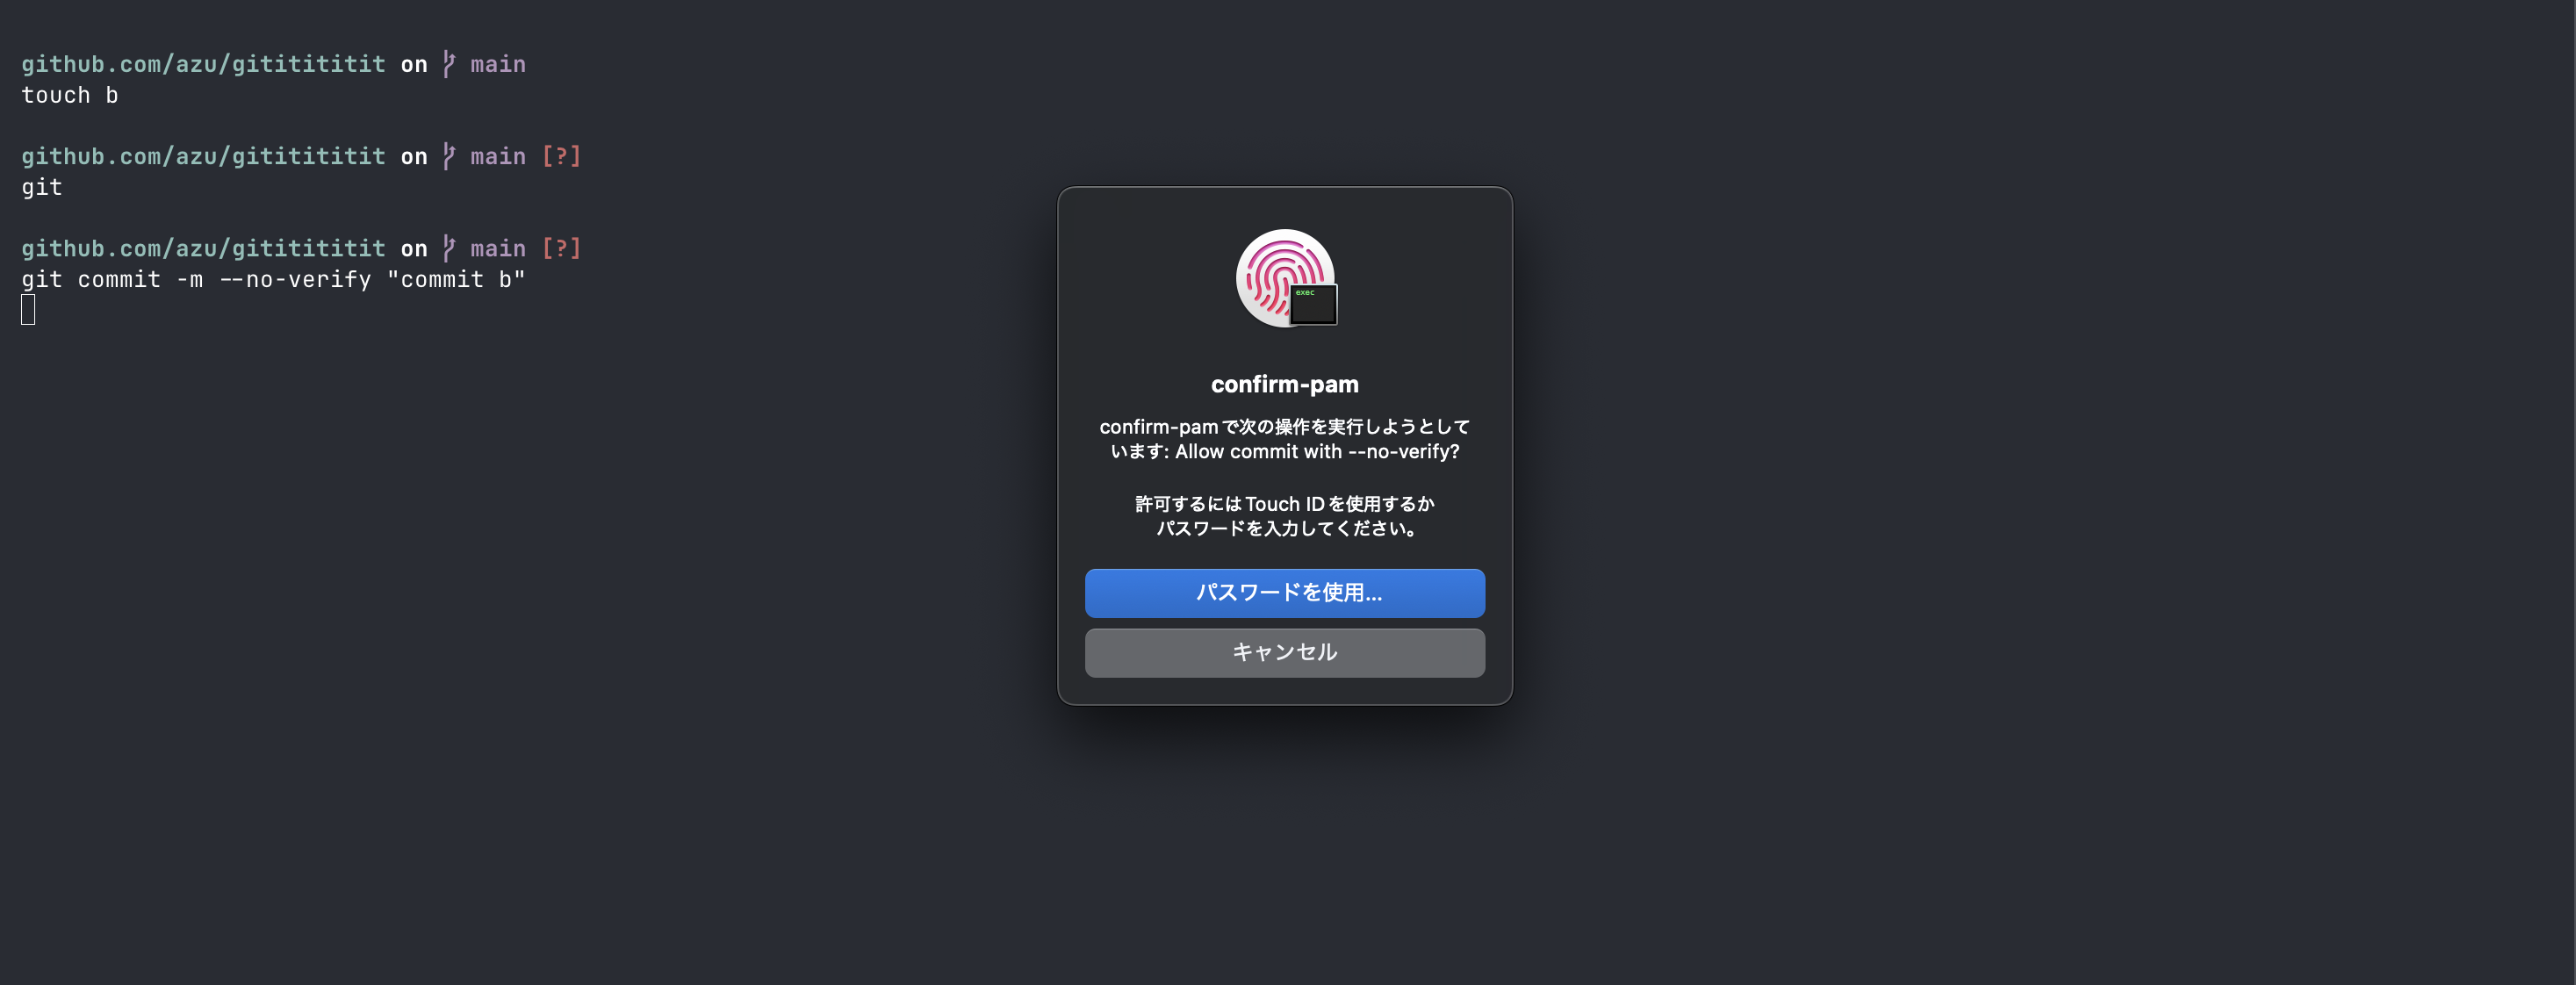 github.com/azu/gitititititit on main
touch b
github.com/azu/gitititititit on main [?]
git
github.com/azu/gitititititit on main [?]
git commit -m --no-verify "commit b"
exec
confirm-pam
confirm-pamで次の操作を実行しようとして
います: Allow commit with --no-verify?
許可するにはTouch IDを使用するか
パスワードを入力してください。
パスワードを使用...
キャンセル